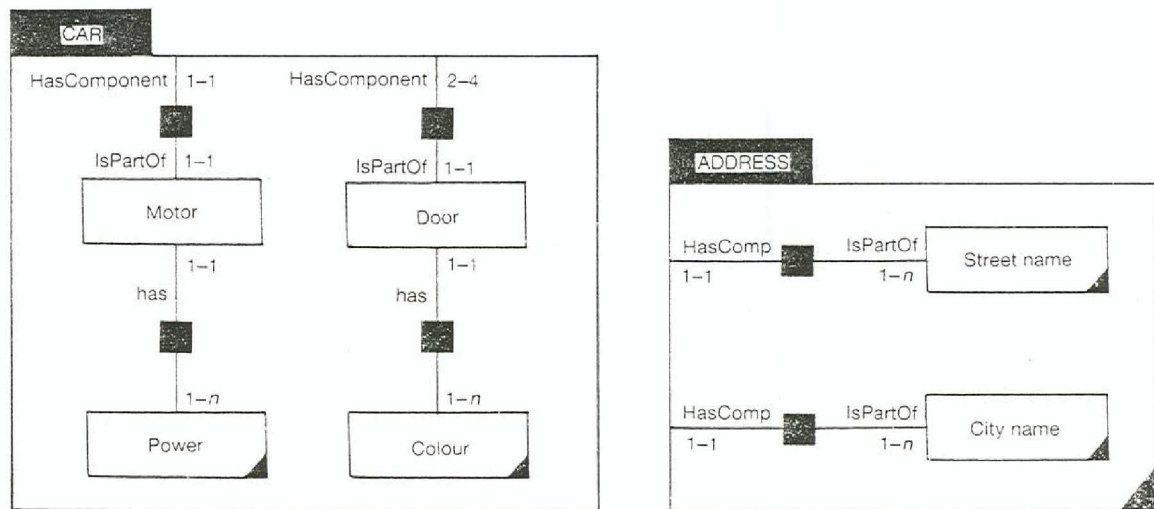 CAR
HasComponent 1–1
HasComponent 2–4
IsPartOf 1–1
IsPartOf 1–1
Motor
Door
1–1
1–1
has
has
1–n
1–n
Power
Colour
ADDRESS
HasComp
IsPartOf
1–1
1–n
Street name
HasComp
IsPartOf
1–1
1–n
City name